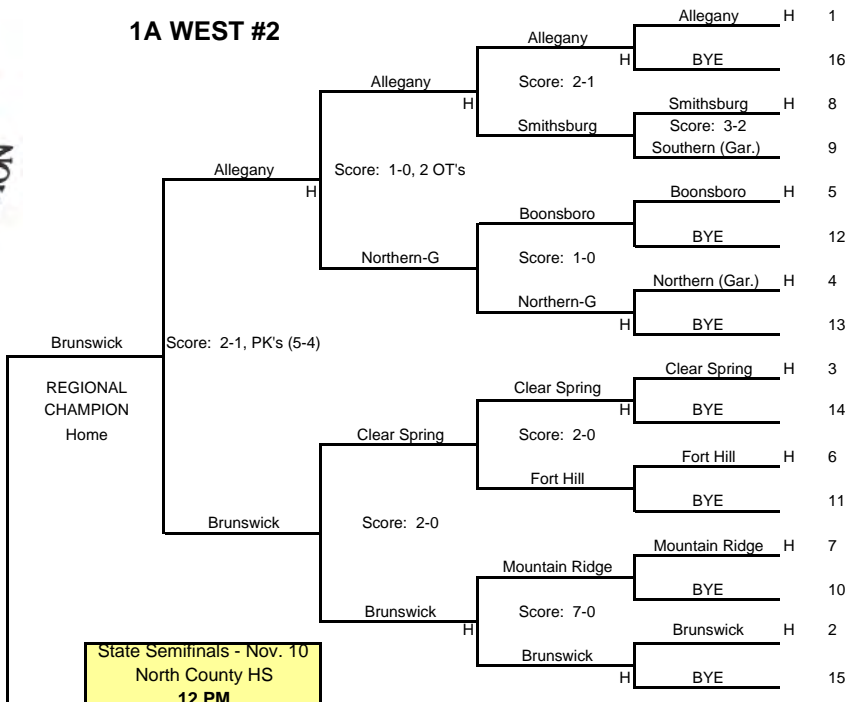 1A WEST #2
Allegany H 1
Allegany
H BYE 16
Allegany
Score: 2-1
H
Smithsburg H 8
Smithsburg
Score: 3-2
Southern (Gar.) 9
Allegany
H
Score: 1-0, 2 OT's
Boonsboro H 5
Boonsboro
BYE 12
Northern-G
Score: 1-0
Northern (Gar.) H 4
Northern-G
H BYE 13
Brunswick
Score: 2-1, PK's (5-4)
REGIONAL
CHAMPION
Home
Clear Spring H 3
Clear Spring
H BYE 14
Clear Spring
Score: 2-0
Fort Hill H 6
Fort Hill
BYE 11
Brunswick
Score: 2-0
Mountain Ridge H 7
Mountain Ridge
BYE 10
Brunswick
H
Score: 7-0
Brunswick H 2
Brunswick
H BYE 15
State Semifinals - Nov. 10
North County HS
12 PM